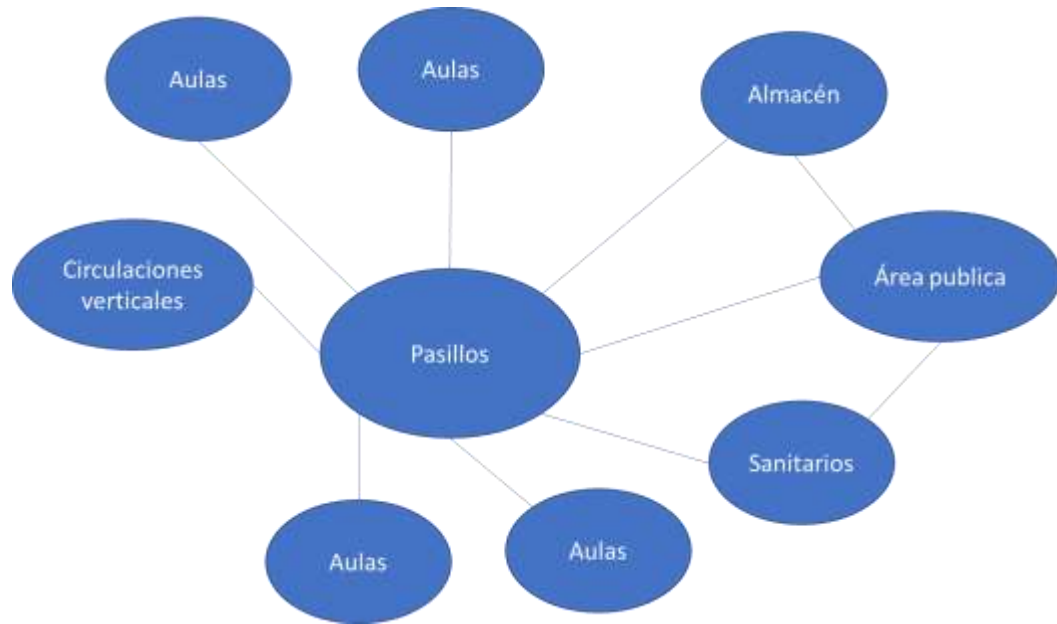 Aulas
Aulas
Almacén
Circulaciones
verticales
Área publica
Pasillos
Sanitarios
Aulas
Aulas